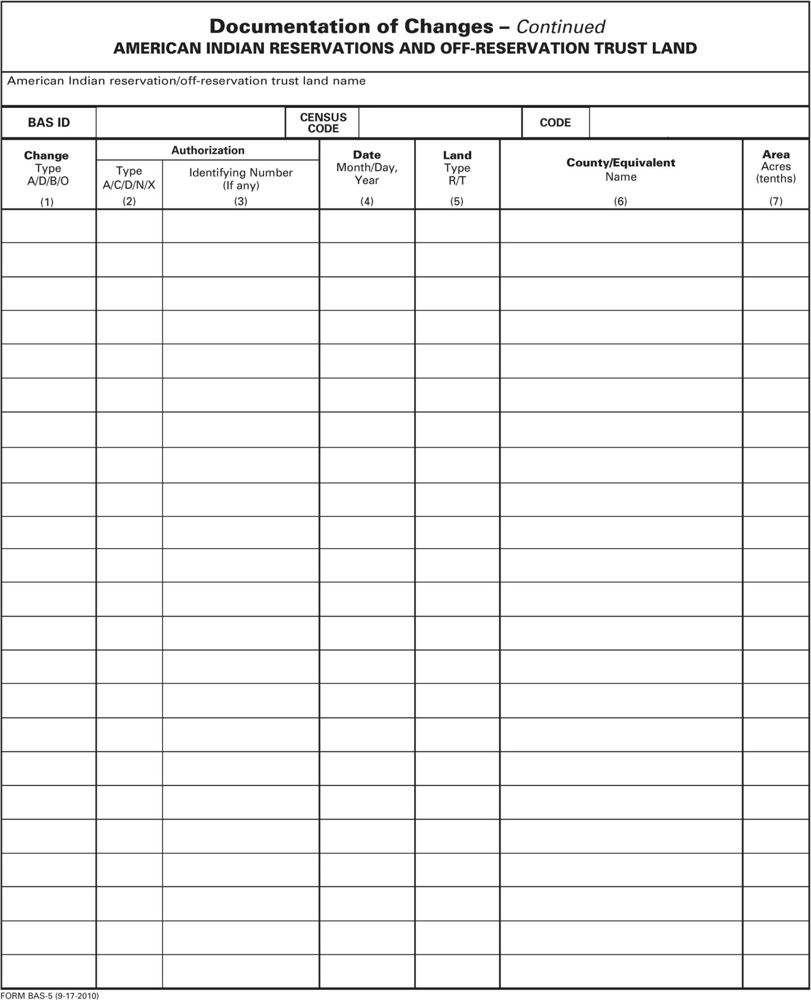 Documentation of Changes – Continued
AMERICAN INDIAN RESERVATIONS AND OFF-RESERVATION TRUST LAND
American Indian reservation/off-reservation trust land name
BAS ID
CENSUS
CODE
CODE
Change
Type
A/D/B/O
(1)
Authorization
Type
A/C/D/N/X
(2)
Identifying Number
(If any)
(3)
Date
Month/Day,
Year
(4)
Land
Type
R/T
(5)
County/Equivalent
Name
(6)
Area
Acres
(tenths)
(7)
FORM BAS-5 (9-17-2010)